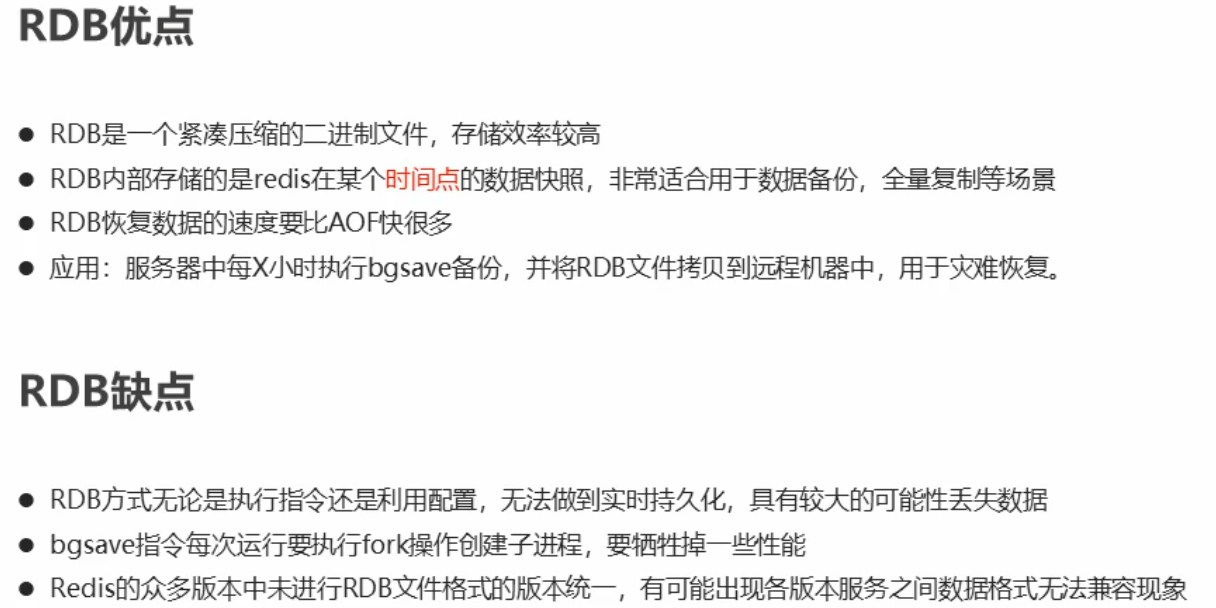 RDB优点
● RDB是一个紧凑压缩的二进制文件，存储效率较高
● RDB内部存储的是redis在某个时间点的数据快照，非常适合用于数据备份，全量复制等场景
● RDB恢复数据的速度要比AOF快很多
● 应用：服务器中每X小时执行bgsave备份，并将RDB文件拷贝到远程机器中，用于灾难恢复。
RDB缺点
● RDB方式无论是执行指令还是利用配置，无法做到实时持久化，具有较大的可能性丢失数据
● bgsave指令每次运行要执行fork操作创建子进程，要牺牲掉一些性能
● Redis的众多版本中未进行RDB文件格式的版本统一，有可能出现各版本服务之间数据格式无法兼容现象